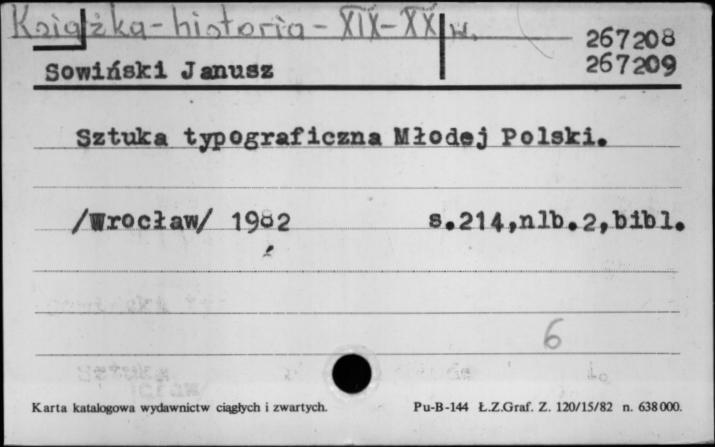 Książka - historia - XIX-XX w.
267208
Sowiński Janusz
267209
Sztuka typograficzna Młodej Polski.
/Wrocław/ 1982 s.214,nlb.2,bibl.
6
Karta katalogowa wydawnictw ciągłych i zwartych. Pu-B-144 Ł.Z.Graf. Z. 120/15/82 n. 638000.